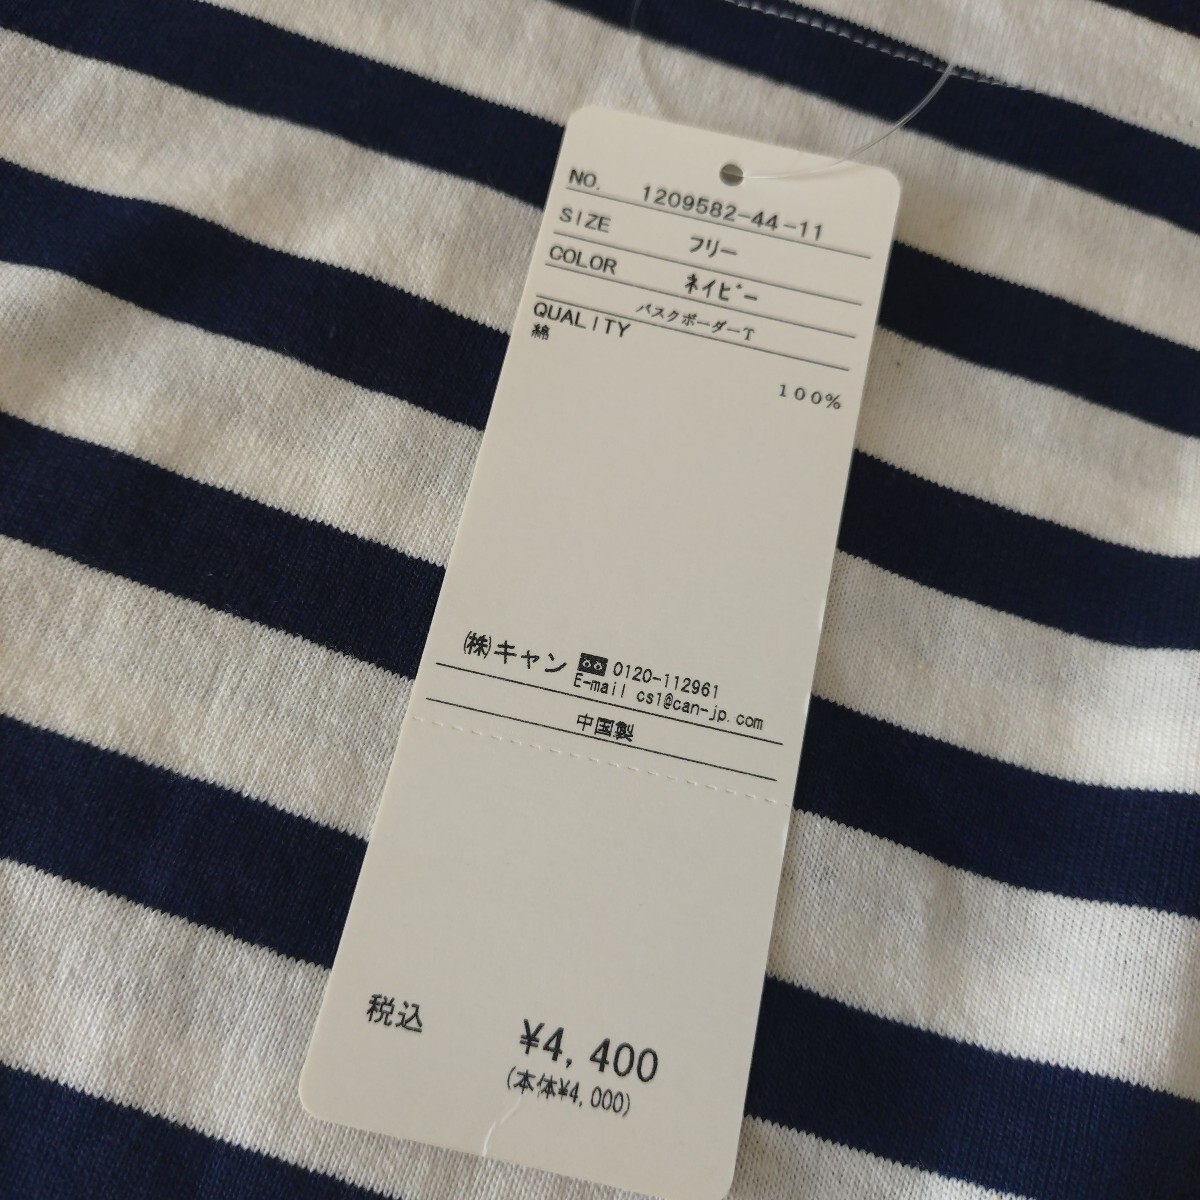 NO. 1209582-44-11
SIZE フリー
COLOR ネイビー
バスクボーダーT
QUALITY
綿
100%
(株)キャン 0120-112961
E-mail cs1@can-jp.com
中国製
税込
¥4,400
(本体¥4,000)